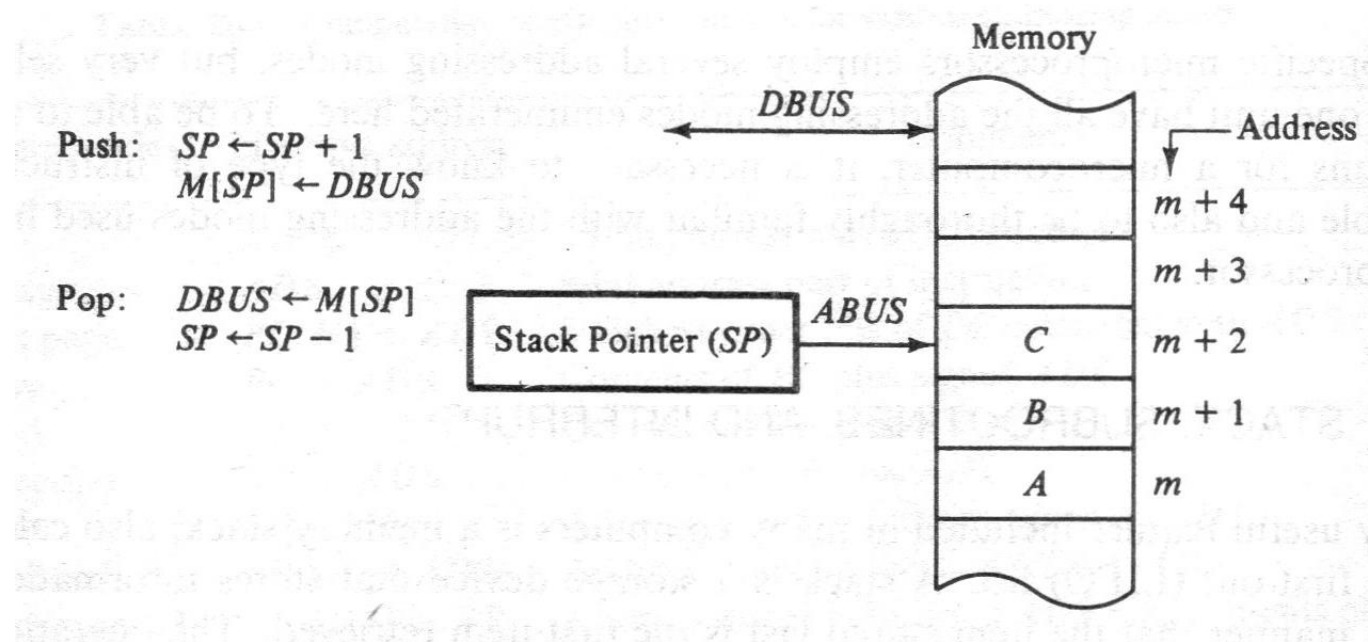 Memory
DBUS
Address
Push: SP ← SP + 1
M[SP] ← DBUS
m + 4
m + 3
Pop: DBUS ← M[SP]
SP ← SP − 1
Stack Pointer (SP)
ABUS
C
m + 2
B
m + 1
A
m